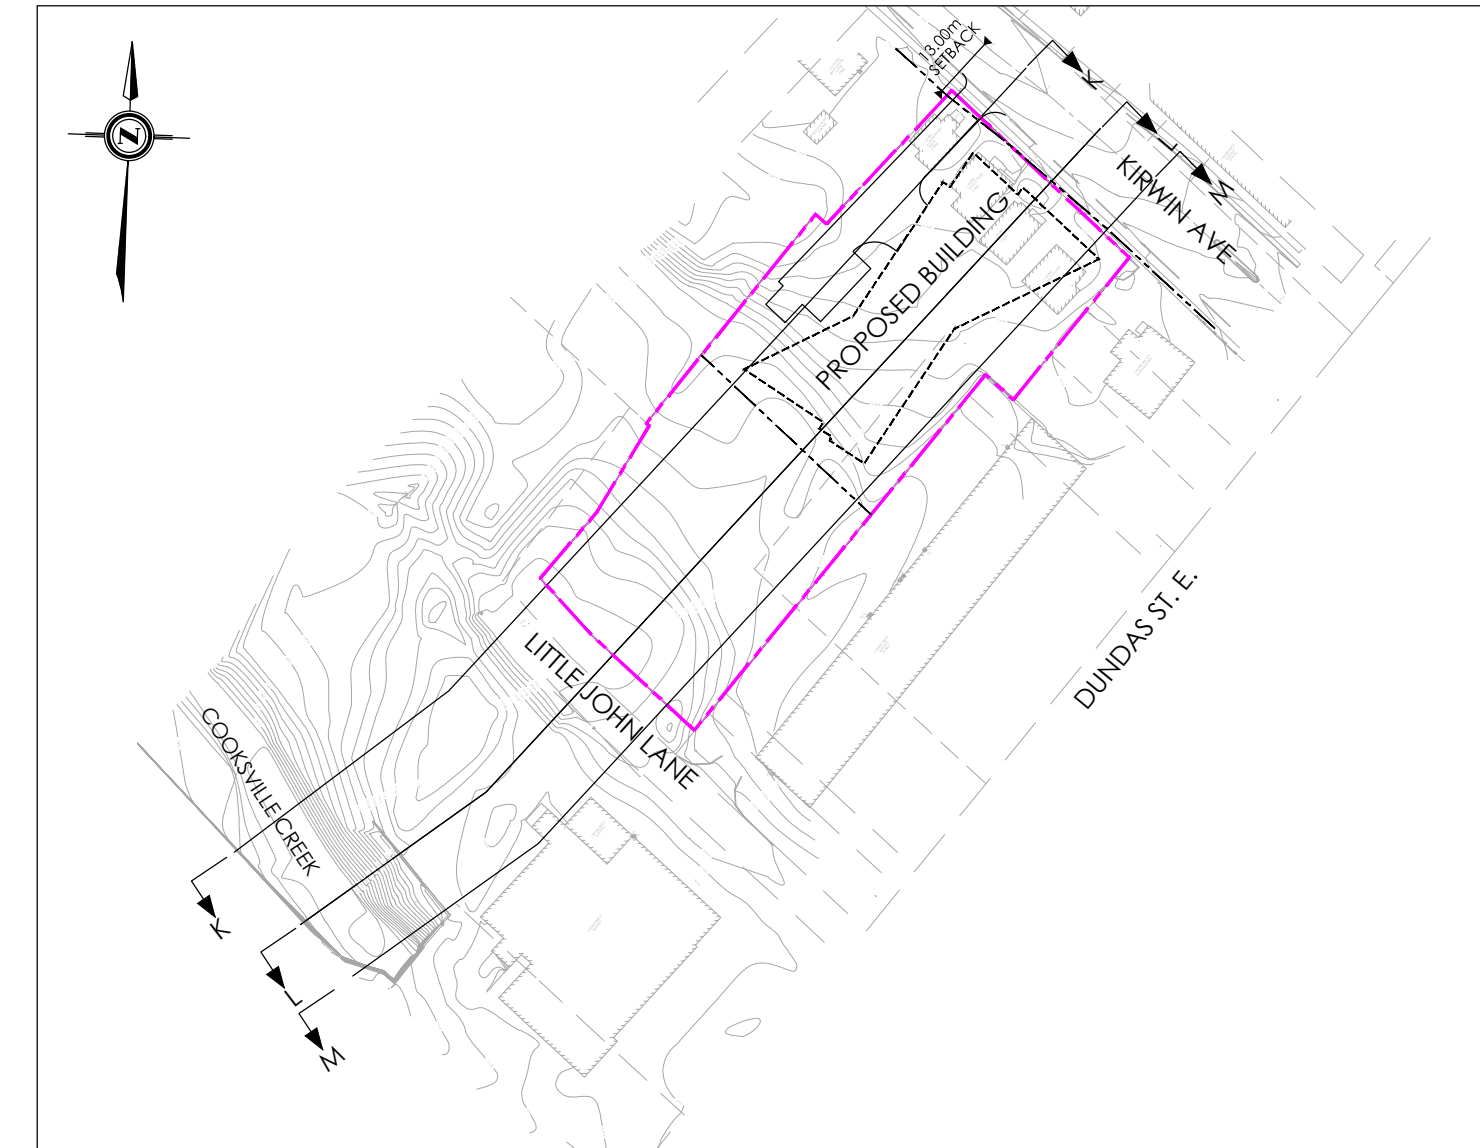 N
13.00m
SETBACK
K
L
M
KIRWIN AVE
PROPOSED BUILDING
DUNDAS ST. E.
LITTLE JOHN LANE
COOKSVILLE CREEK
K
L
M